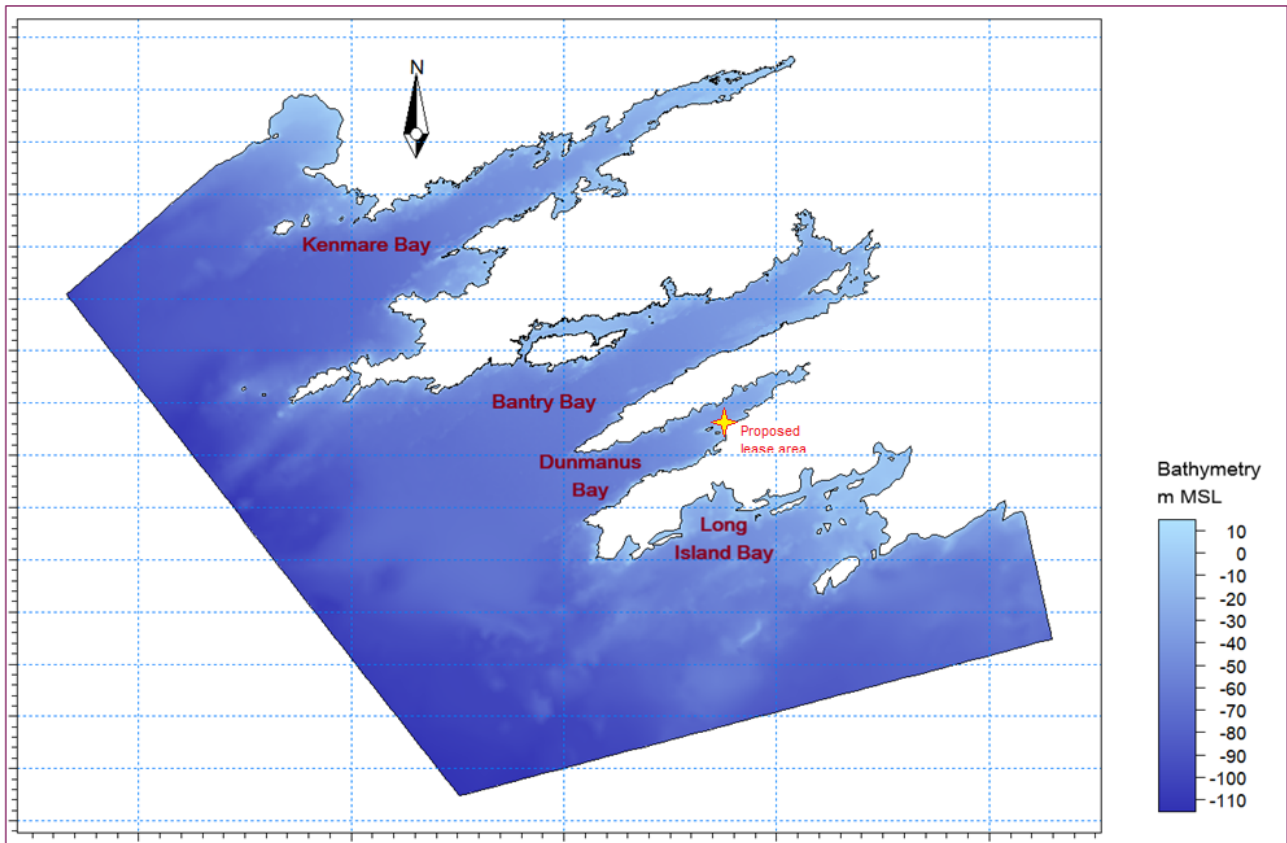 N
Kenmare Bay
Bantry Bay
Proposed
lease area
Dunmanus
Bay
Long
Island Bay
Bathymetry
m MSL
10
0
-10
-20
-30
-40
-50
-60
-70
-80
-90
-100
-110